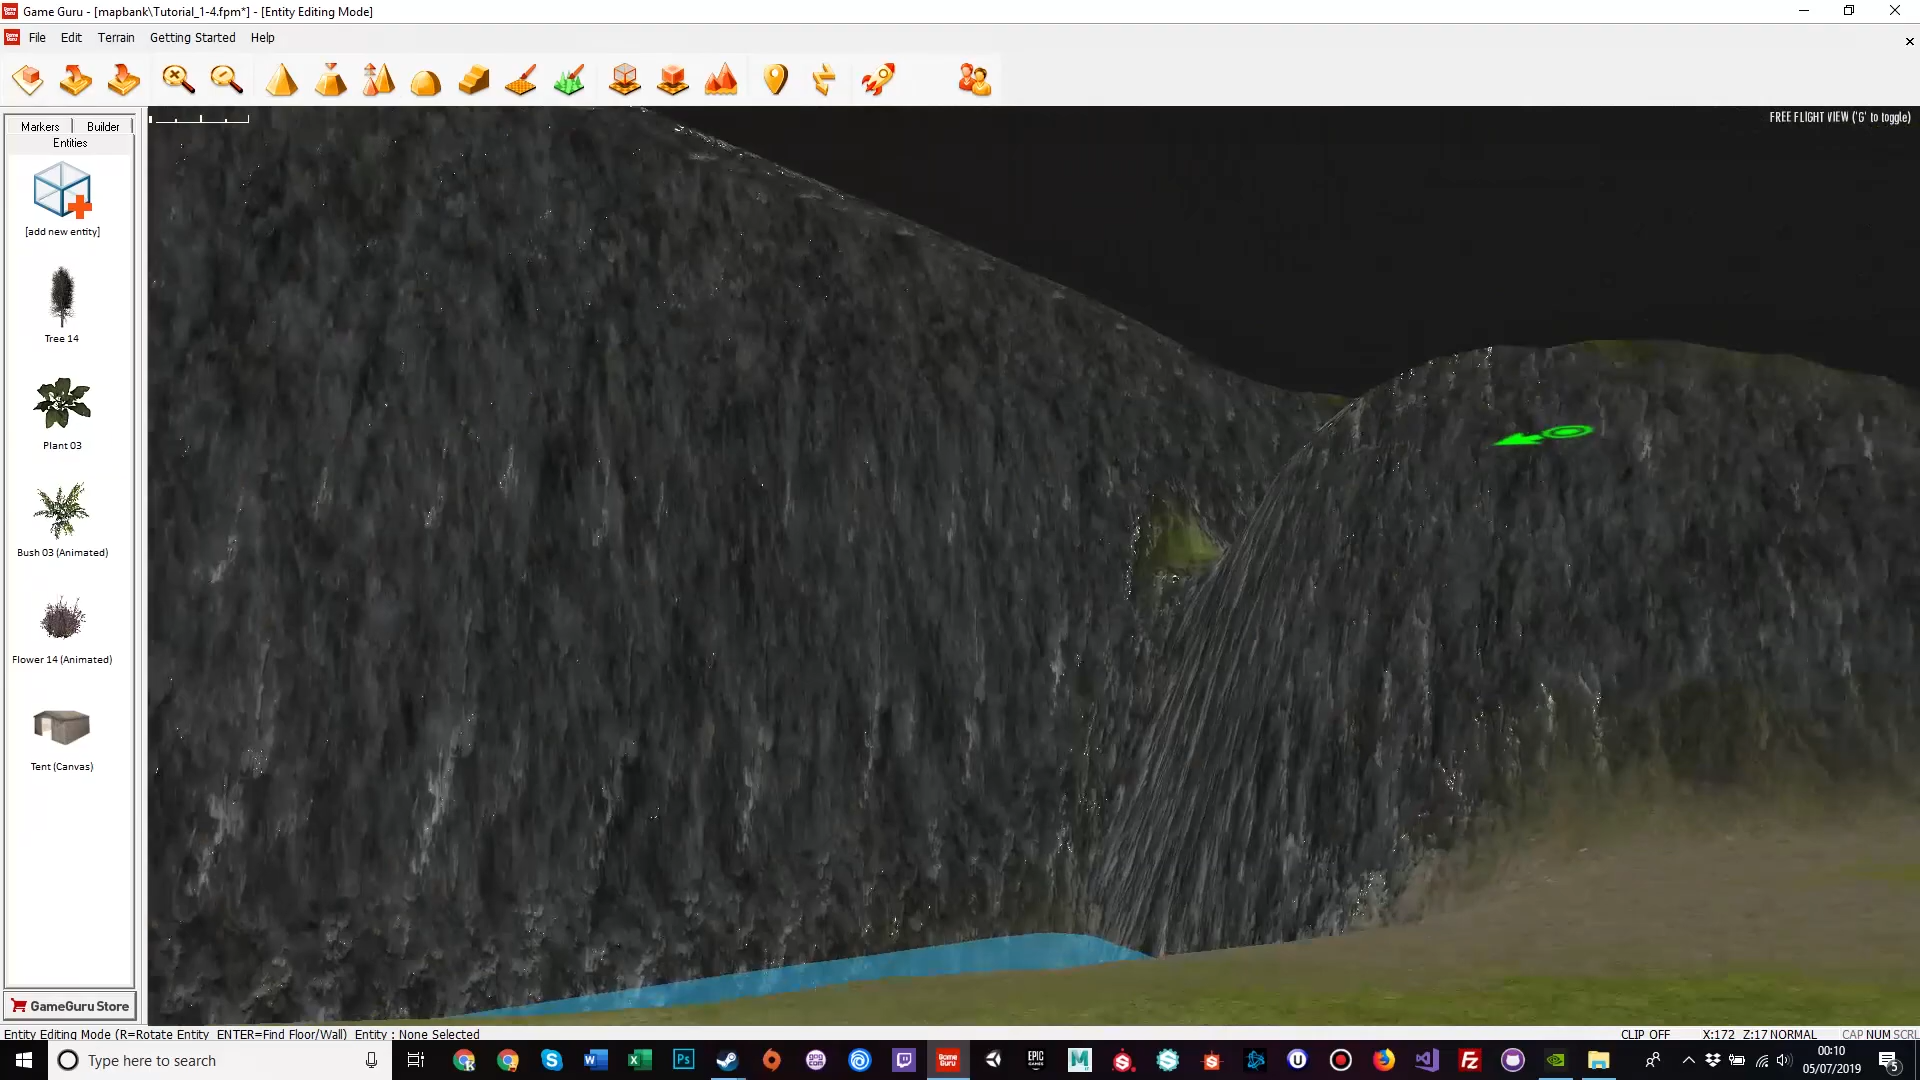 Game Guru - [mapbank\Tutorial_1-4.fpm*] - [Entity Editing Mode]
File Edit Terrain Getting Started Help
FREE FLIGHT VIEW ('G' to toggle)
Markers Builder
Entities
[add new entity]
Tree 14
Plant 03
Bush 03 (Animated)
Flower 14 (Animated)
Tent (Canvas)
GameGuru Store
Entity Editing Mode (R=Rotate Entity ENTER=Find Floor/Wall) Entity : None Selected
CLIP OFF X:172 Z:17 NORMAL CAP NUM SCRL
Type here to search
00:10
05/07/2019
5